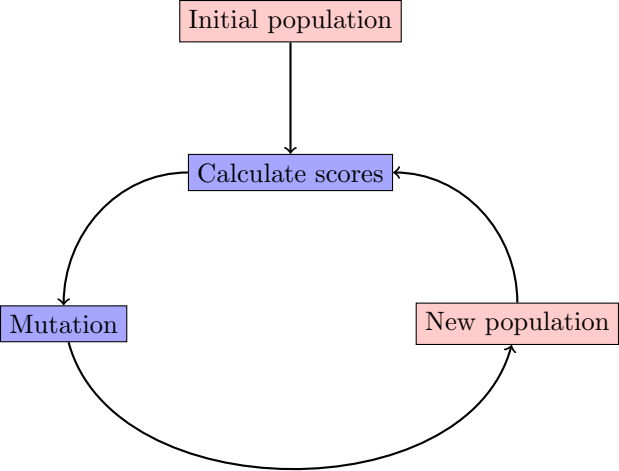 Initial population
Calculate scores
Mutation
New population